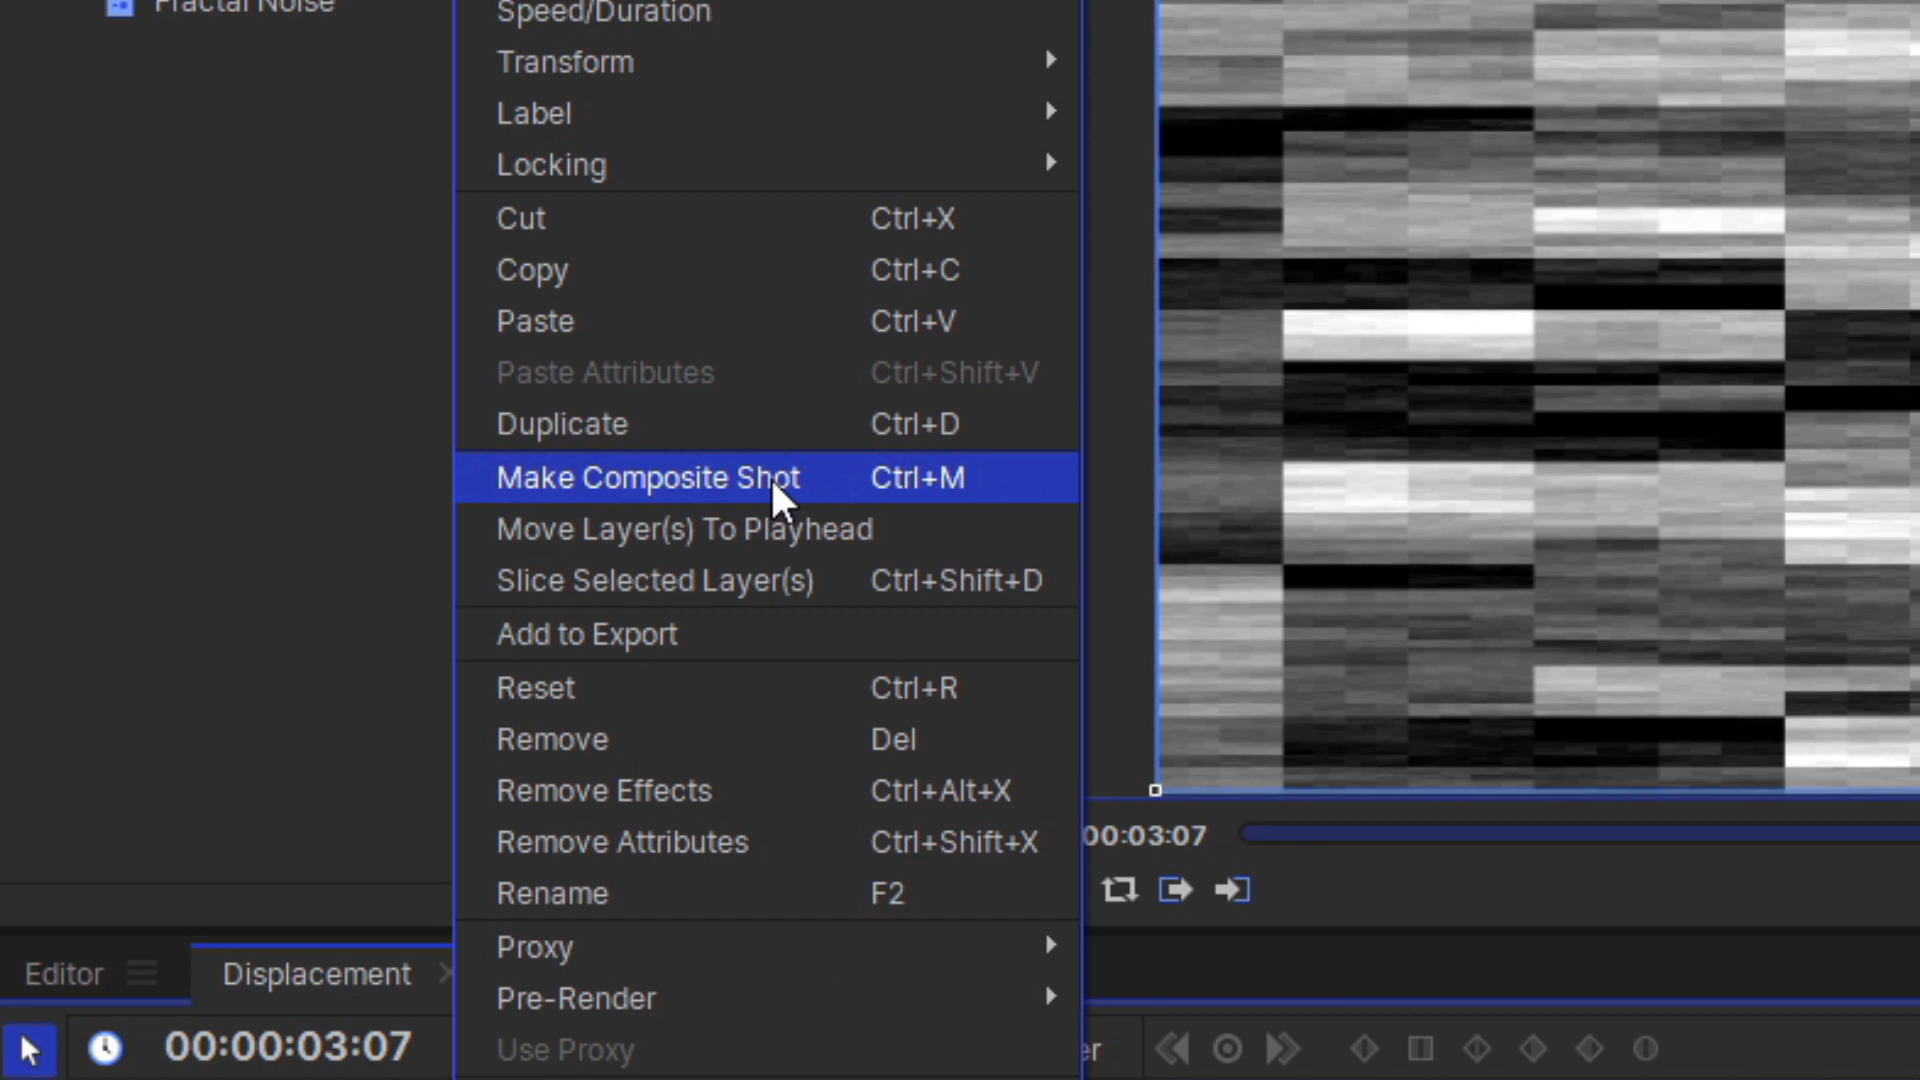 Fractal Noise
Speed/Duration
Transform
Label
Locking
Cut Ctrl+X
Copy Ctrl+C
Paste Ctrl+V
Paste Attributes Ctrl+Shift+V
Duplicate Ctrl+D
Make Composite Shot Ctrl+M
Move Layer(s) To Playhead
Slice Selected Layer(s) Ctrl+Shift+D
Add to Export
Reset Ctrl+R
Remove Del
Remove Effects Ctrl+Alt+X
Remove Attributes Ctrl+Shift+X
Rename F2
Proxy
Pre-Render
Use Proxy
00:03:07
Editor
Displacement
00:00:03:07
er